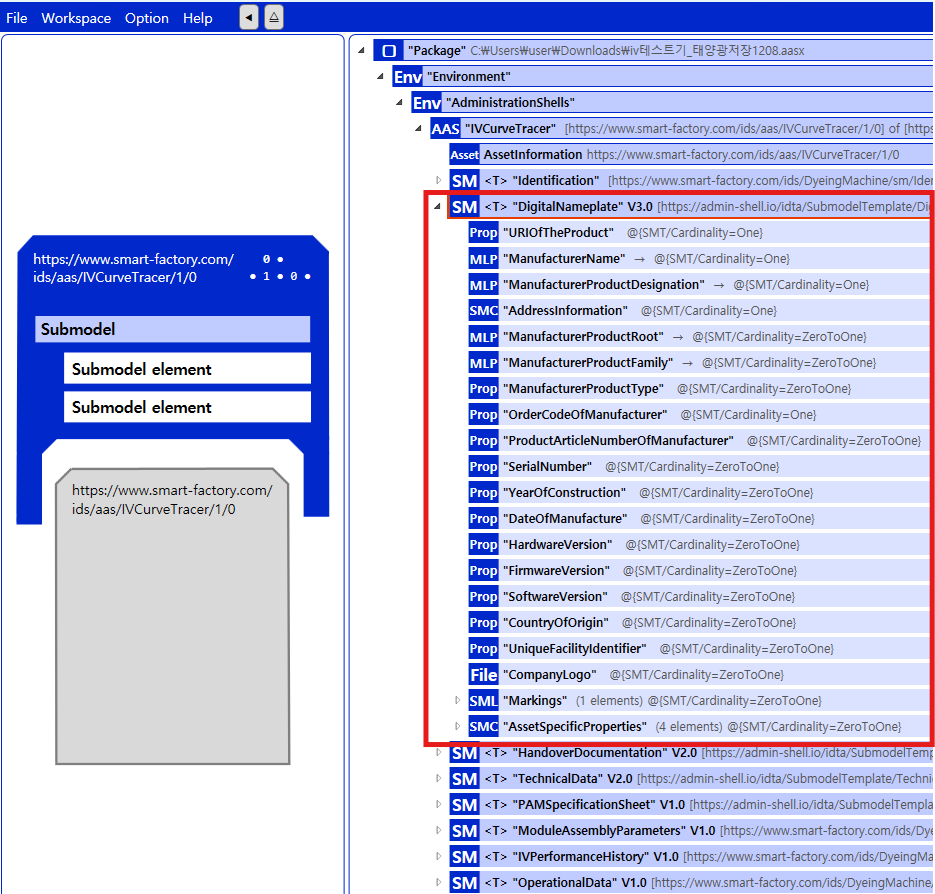 File Workspace Option Help
https://www.smart-factory.com/
ids/aas/IVCurveTracer/1/0
0
1 0
Submodel
Submodel element
Submodel element
https://www.smart-factory.com/
ids/aas/IVCurveTracer/1/0
"Package" C:₩Users₩user₩Downloads₩iv테스트기_태양광저장1208.aasx
Env "Environment"
Env "AdministrationShells"
AAS "IVCurveTracer" [https://www.smart-factory.com/ids/aas/IVCurveTracer/1/0] of [https
Asset AssetInformation https://www.smart-factory.com/ids/aas/IVCurveTracer/1/0
SM <T> "Identification" [https://www.smart-factory.com/ids/DyeingMachine/sm/Iden
SM <T> "DigitalNameplate" V3.0 [https://admin-shell.io/idta/SubmodelTemplate/Di
Prop "URIOfTheProduct" @{SMT/Cardinality=One}
MLP "ManufacturerName" → @{SMT/Cardinality=One}
MLP "ManufacturerProductDesignation" → @{SMT/Cardinality=One}
SMC "AddressInformation" @{SMT/Cardinality=One}
MLP "ManufacturerProductRoot" → @{SMT/Cardinality=ZeroToOne}
MLP "ManufacturerProductFamily" → @{SMT/Cardinality=ZeroToOne}
Prop "ManufacturerProductType" @{SMT/Cardinality=ZeroToOne}
Prop "OrderCodeOfManufacturer" @{SMT/Cardinality=One}
Prop "ProductArticleNumberOfManufacturer" @{SMT/Cardinality=ZeroToOne}
Prop "SerialNumber" @{SMT/Cardinality=ZeroToOne}
Prop "YearOfConstruction" @{SMT/Cardinality=ZeroToOne}
Prop "DateOfManufacture" @{SMT/Cardinality=ZeroToOne}
Prop "HardwareVersion" @{SMT/Cardinality=ZeroToOne}
Prop "FirmwareVersion" @{SMT/Cardinality=ZeroToOne}
Prop "SoftwareVersion" @{SMT/Cardinality=ZeroToOne}
Prop "CountryOfOrigin" @{SMT/Cardinality=ZeroToOne}
Prop "UniqueFacilityIdentifier" @{SMT/Cardinality=ZeroToOne}
File "CompanyLogo" @{SMT/Cardinality=ZeroToOne}
SML "Markings" (1 elements) @{SMT/Cardinality=ZeroToOne}
SMC "AssetSpecificProperties" (4 elements) @{SMT/Cardinality=ZeroToOne}
SM <T> "HandoverDocumentation" V2.0 [https://admin-shell.io/idta/SubmodelTemp
SM <T> "TechnicalData" V2.0 [https://admin-shell.io/idta/SubmodelTemplate/Techni
SM <T> "PAMSpecificationSheet" V1.0 [https://admin-shell.io/idta/SubmodelTempla
SM <T> "ModuleAssemblyParameters" V1.0 [https://www.smart-factory.com/ids/Dye
SM <T> "IVPerformanceHistory" V1.0 [https://www.smart-factory.com/ids/DyeingMa
SM <T> "OperationalData" V1.0 [https://www.smart-factory.com/ids/DyeingMachine/